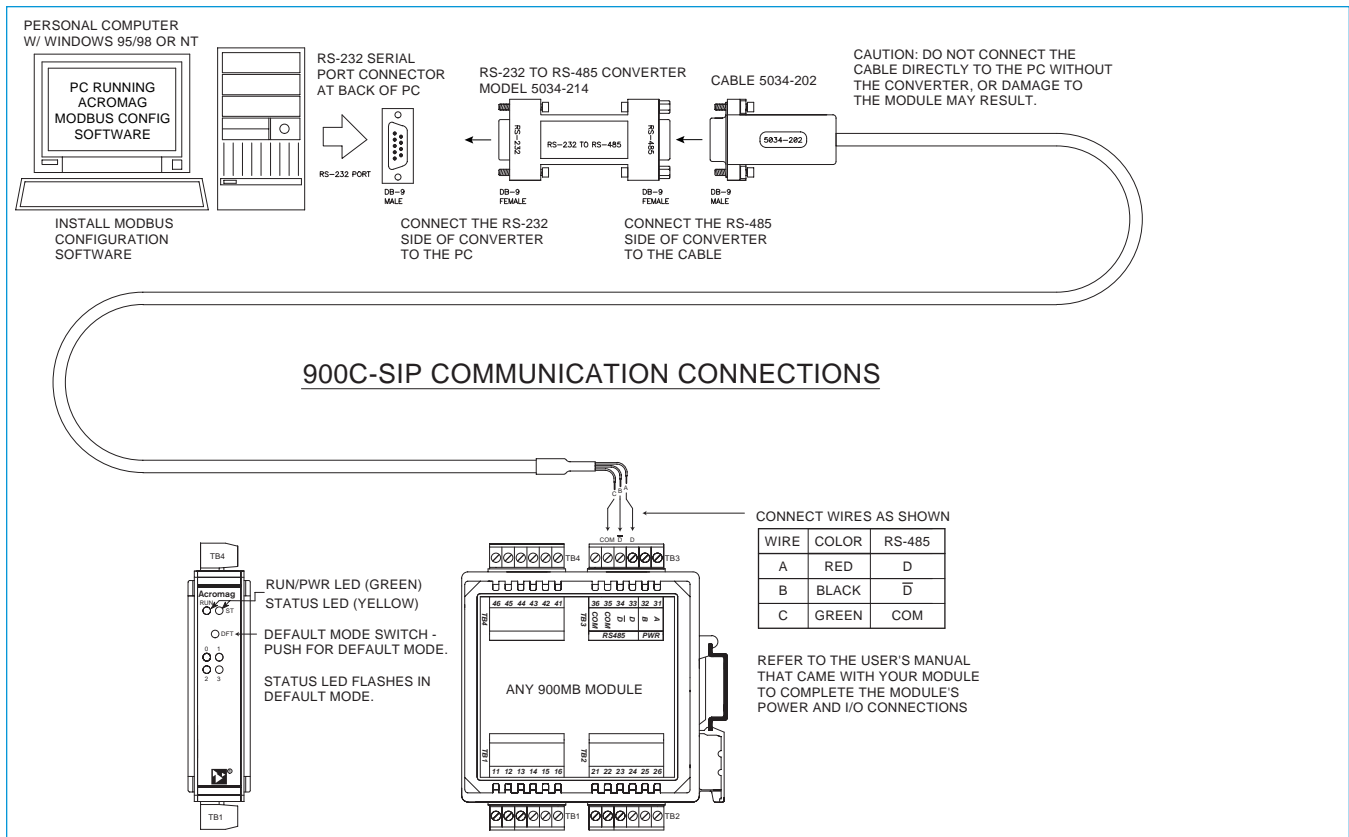 PERSONAL COMPUTER
W/ WINDOWS 95/98 OR NT
PC RUNNING
ACROMAG
MODBUS CONFIG
SOFTWARE
INSTALL MODBUS
CONFIGURATION
SOFTWARE
RS-232 SERIAL
PORT CONNECTOR
AT BACK OF PC
RS-232 PORT
DB-9
MALE
RS-232 TO RS-485 CONVERTER
MODEL 5034-214
RS-232
RS-232 TO RS-485
RS-485
DB-9
FEMALE
DB-9
FEMALE
CONNECT THE RS-232
SIDE OF CONVERTER
TO THE PC
CONNECT THE RS-485
SIDE OF CONVERTER
TO THE CABLE
CABLE 5034-202
5034-202
DB-9
MALE
CAUTION: DO NOT CONNECT THE
CABLE DIRECTLY TO THE PC WITHOUT
THE CONVERTER, OR DAMAGE TO
THE MODULE MAY RESULT.
900C-SIP COMMUNICATION CONNECTIONS
C B A
COM D̅ D
CONNECT WIRES AS SHOWN
WIRE COLOR RS-485
A RED D
B BLACK D̅
C GREEN COM
REFER TO THE USER'S MANUAL
THAT CAME WITH YOUR MODULE
TO COMPLETE THE MODULE'S
POWER AND I/O CONNECTIONS
TB4
Acromag
RUN ST
DFT
0 1
2 3
R
TB1
RUN/PWR LED (GREEN)
STATUS LED (YELLOW)
DEFAULT MODE SWITCH -
PUSH FOR DEFAULT MODE.
STATUS LED FLASHES IN
DEFAULT MODE.
TB4 TB3
46 45 44 43 42 41
TB4
36 35 34 33 32 31
TB3
COM COM D̅ D B A
RS485 PWR
ANY 900MB MODULE
TB1
11 12 13 14 15 16
TB2
21 22 23 24 25 26
TB1 TB2